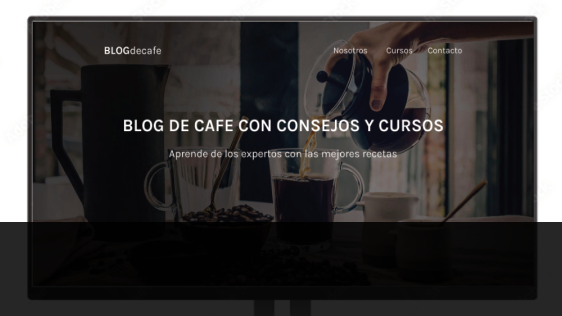 BLOGdecafe
Nosotros Cursos Contacto
BLOG DE CAFE CON CONSEJOS Y CURSOS
Aprende de los expertos con las mejores recetas